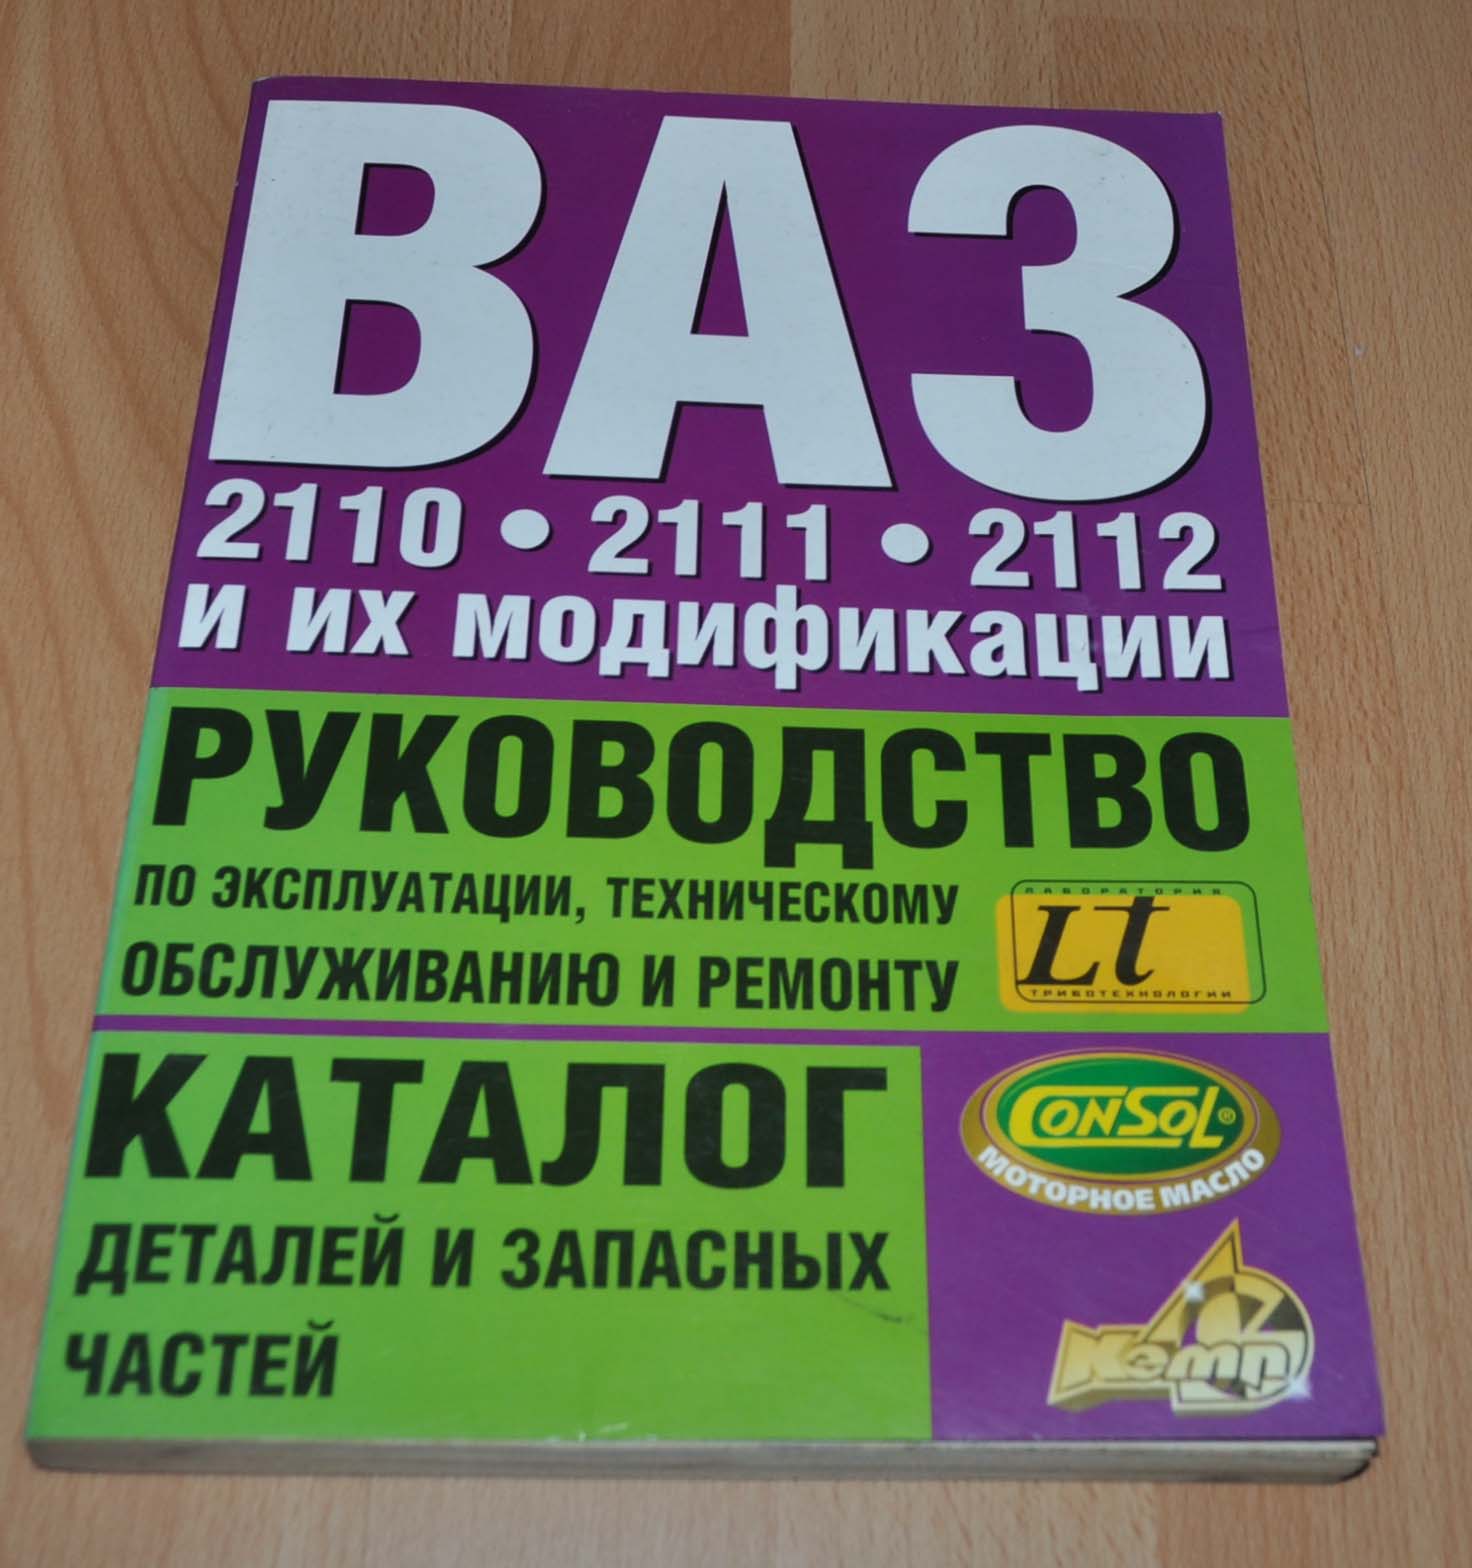 ВАЗ
2110 • 2111 • 2112
и их модификации
РУКОВОДСТВО
ПО ЭКСПЛУАТАЦИИ, ТЕХНИЧЕСКОМУ
ОБСЛУЖИВАНИЮ И РЕМОНТУ
ЛАБОРАТОРИЯ
Lt
ТРИБОТЕХНОЛОГИИ
КАТАЛОГ
ДЕТАЛЕЙ И ЗАПАСНЫХ
ЧАСТЕЙ
CONSOL®
МОТОРНОЕ МАСЛО
Кэмп